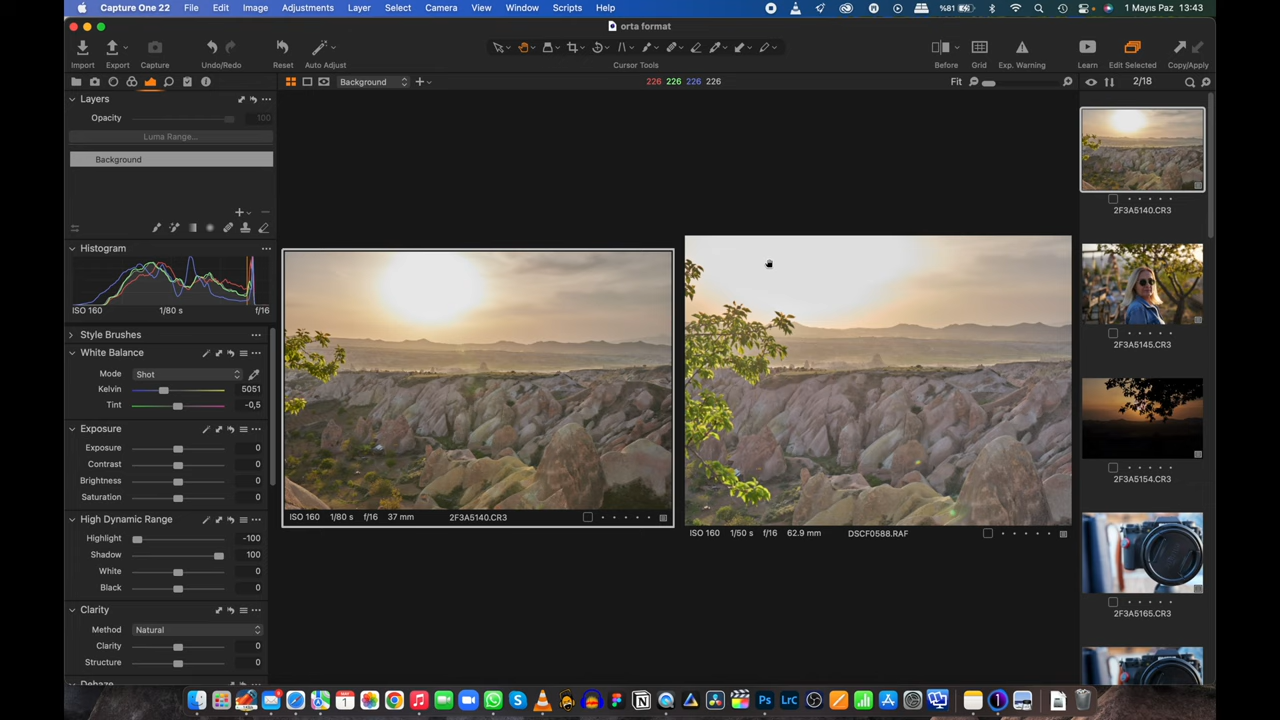 Capture One 22 File Edit Image Adjustments Layer Select Camera View Window Scripts Help %81 1 Mayıs Paz 13:43
orta format
Import Export Capture Undo/Redo Reset Auto Adjust Cursor Tools Before Grid Exp. Warning Learn Edit Selected Copy/Apply
Background 226 226 226 226 Fit 2/18
Layers
Opacity 100
Luma Range...
Background
2F3A5140.CR3
Histogram
ISO 160 1/80 s f/16
2F3A5145.CR3
Style Brushes
White Balance
Mode Shot
Kelvin 5051
Tint -0,5
Exposure
Exposure 0
Contrast 0
Brightness 0
Saturation 0
2F3A5154.CR3
High Dynamic Range
ISO 160 1/80 s f/16 37 mm 2F3A5140.CR3
ISO 160 1/50 s f/16 62.9 mm DSCF0588.RAF
Highlight -100
Shadow 100
White 0
Black 0
2F3A5165.CR3
Clarity
Method Natural
Clarity 0
Structure 0